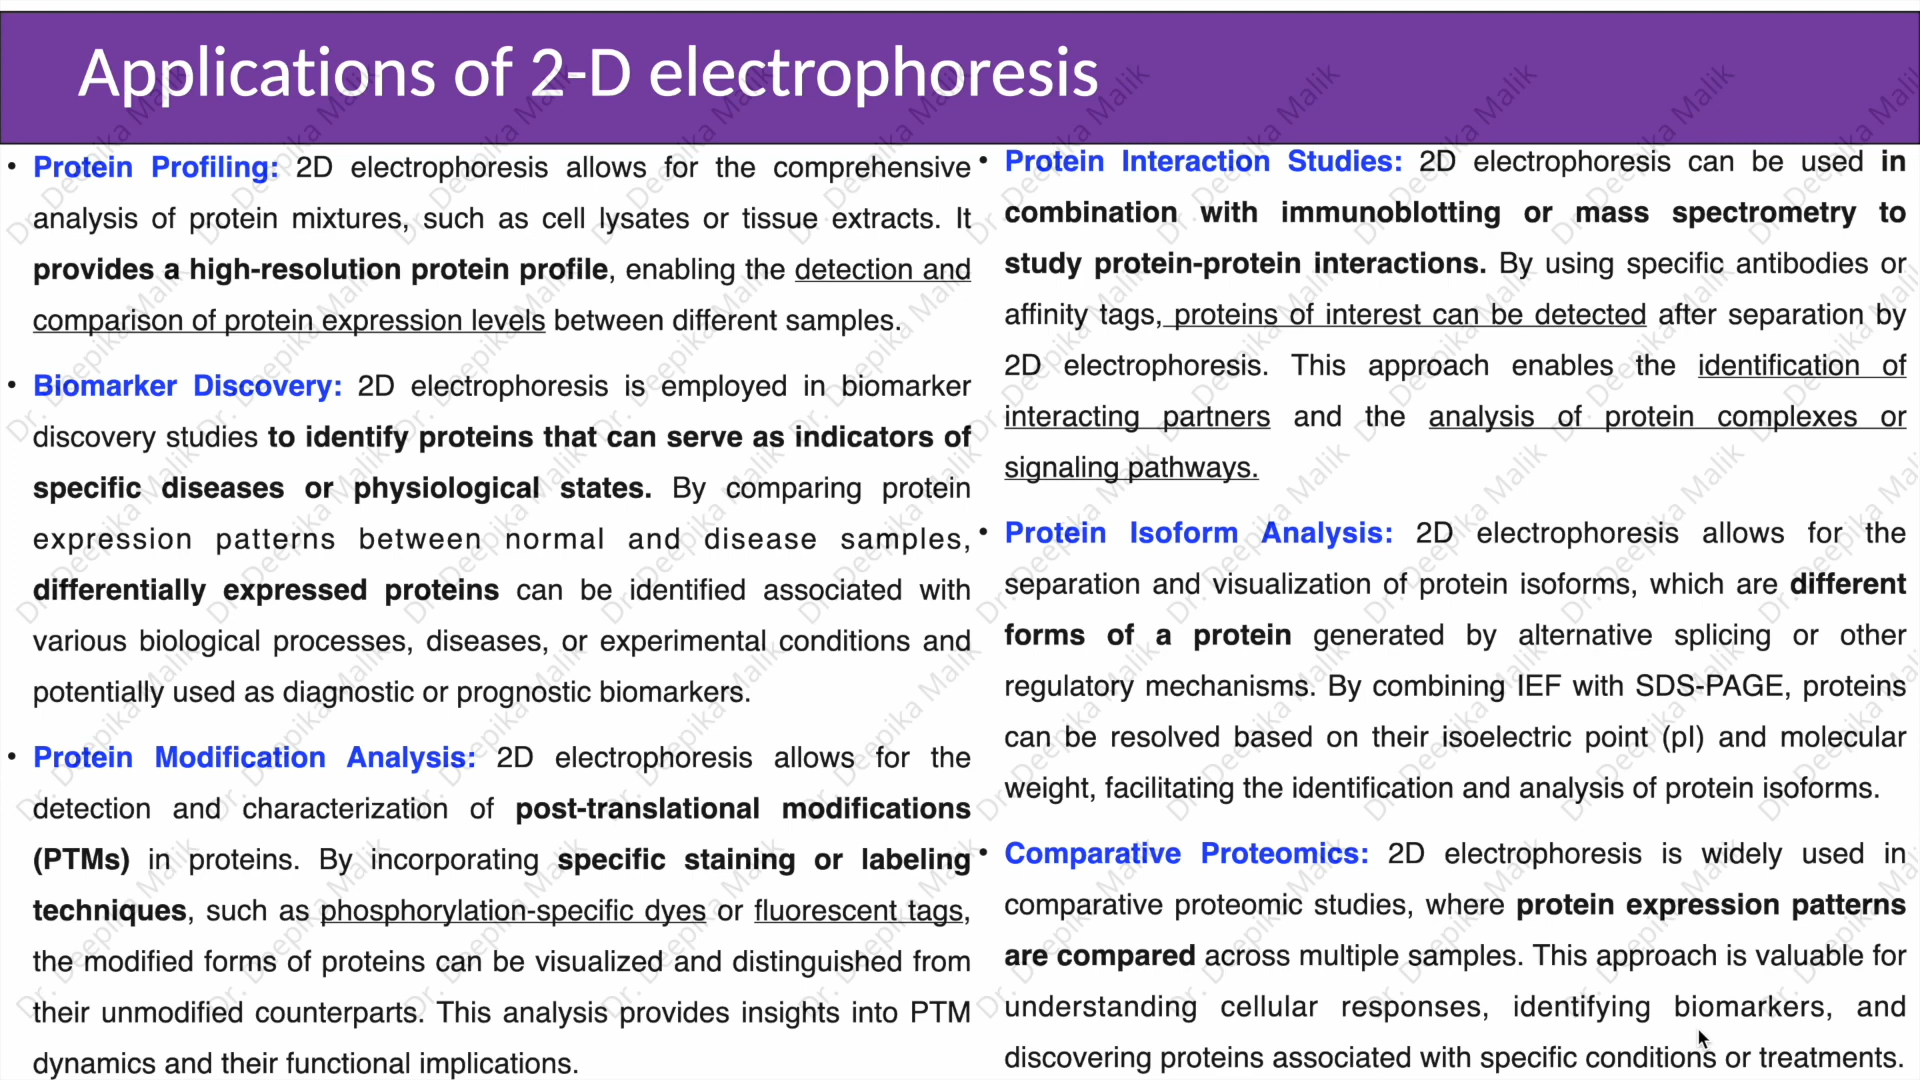 Applications of 2-D electrophoresis
• Protein Profiling: 2D electrophoresis allows for the comprehensive
analysis of protein mixtures, such as cell lysates or tissue extracts. It
provides a high-resolution protein profile, enabling the detection and
comparison of protein expression levels between different samples.
• Biomarker Discovery: 2D electrophoresis is employed in biomarker
discovery studies to identify proteins that can serve as indicators of
specific diseases or physiological states. By comparing protein
expression patterns between normal and disease samples,
differentially expressed proteins can be identified associated with
various biological processes, diseases, or experimental conditions and
potentially used as diagnostic or prognostic biomarkers.
• Protein Modification Analysis: 2D electrophoresis allows for the
detection and characterization of post-translational modifications
(PTMs) in proteins. By incorporating specific staining or labeling
techniques, such as phosphorylation-specific dyes or fluorescent tags,
the modified forms of proteins can be visualized and distinguished from
their unmodified counterparts. This analysis provides insights into PTM
dynamics and their functional implications.
• Protein Interaction Studies: 2D electrophoresis can be used in
combination with immunoblotting or mass spectrometry to
study protein-protein interactions. By using specific antibodies or
affinity tags, proteins of interest can be detected after separation by
2D electrophoresis. This approach enables the identification of
interacting partners and the analysis of protein complexes or
signaling pathways.
• Protein Isoform Analysis: 2D electrophoresis allows for the
separation and visualization of protein isoforms, which are different
forms of a protein generated by alternative splicing or other
regulatory mechanisms. By combining IEF with SDS-PAGE, proteins
can be resolved based on their isoelectric point (pI) and molecular
weight, facilitating the identification and analysis of protein isoforms.
• Comparative Proteomics: 2D electrophoresis is widely used in
comparative proteomic studies, where protein expression patterns
are compared across multiple samples. This approach is valuable for
understanding cellular responses, identifying biomarkers, and
discovering proteins associated with specific conditions or treatments.
Dr. Deepika Malik